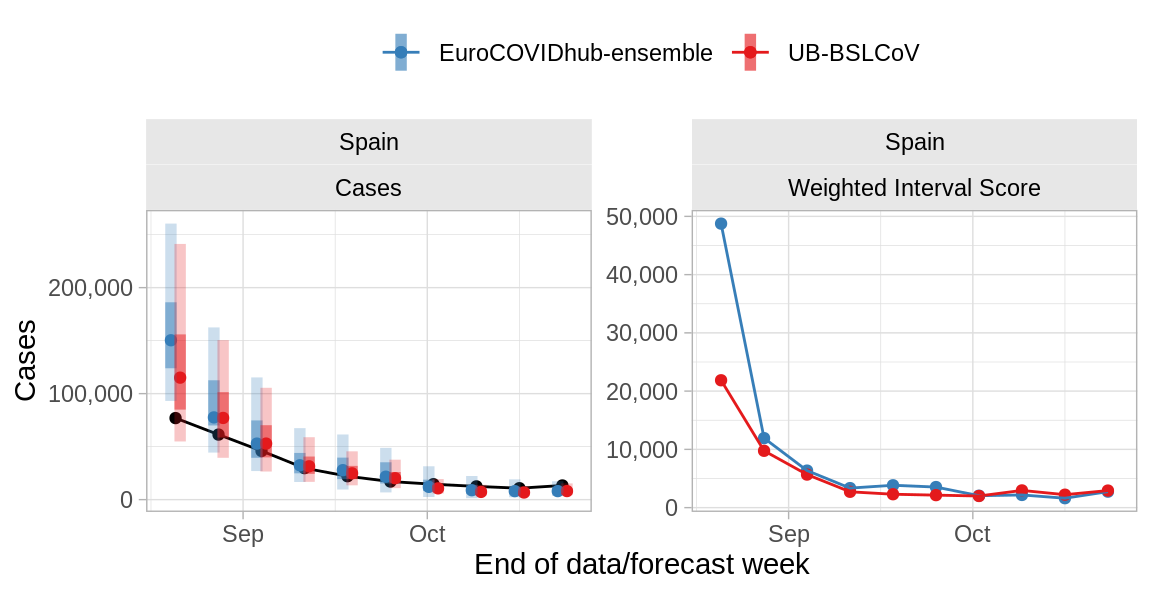 EuroCOVIDhub-ensemble UB-BSLCoV
Spain Spain
Cases Weighted Interval Score
Cases
200,000
100,000
0
50,000
40,000
30,000
20,000
10,000
0
Sep Oct Sep Oct
End of data/forecast week